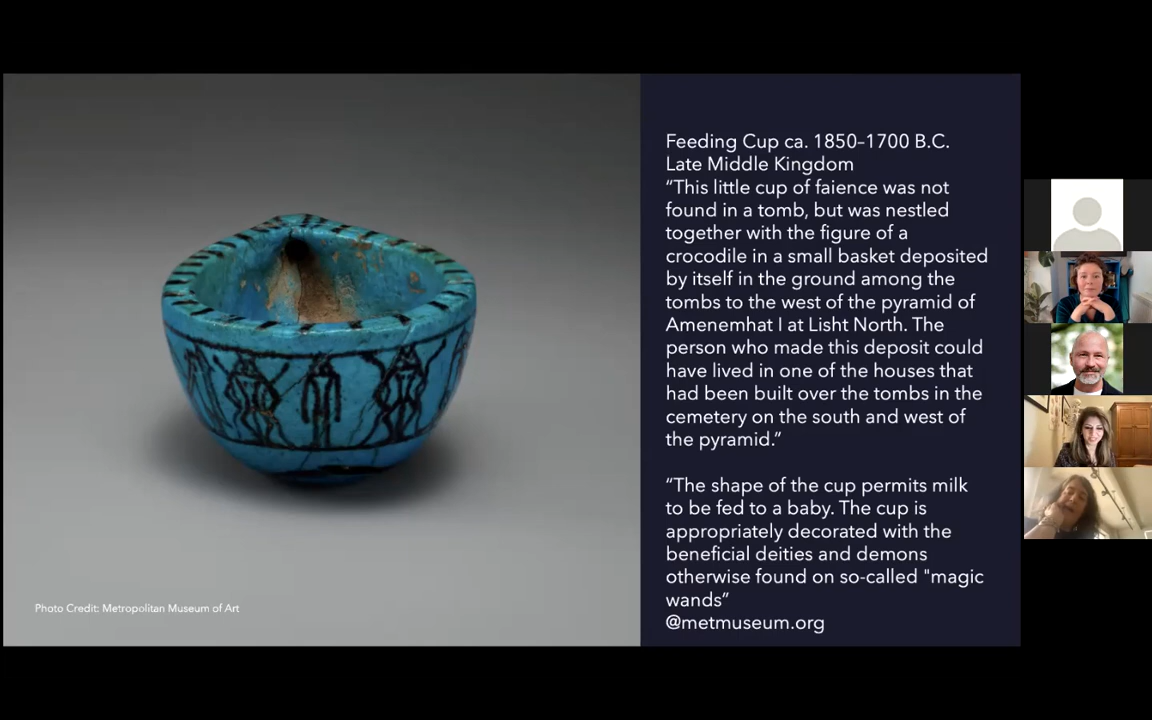 Feeding Cup ca. 1850–1700 B.C.
Late Middle Kingdom
“This little cup of faience was not
found in a tomb, but was nestled
together with the figure of a
crocodile in a small basket deposited
by itself in the ground among the
tombs to the west of the pyramid of
Amenemhat I at Lisht North. The
person who made this deposit could
have lived in one of the houses that
had been built over the tombs in the
cemetery on the south and west of
the pyramid.”
“The shape of the cup permits milk
to be fed to a baby. The cup is
appropriately decorated with the
beneficial deities and demons
otherwise found on so-called "magic
wands”
@metmuseum.org
Photo Credit: Metropolitan Museum of Art